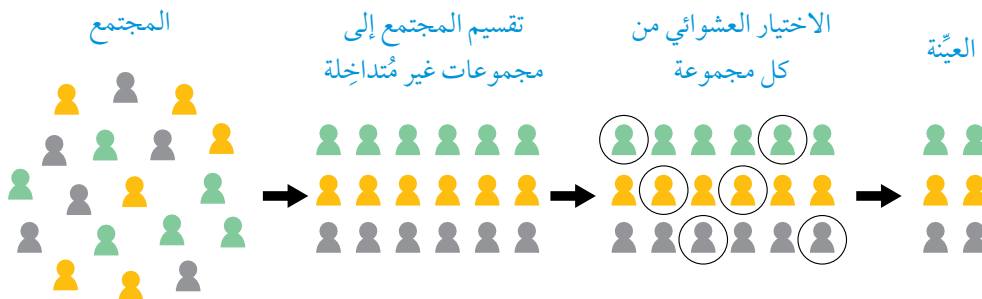 المجتمع
تقسيم المجتمع إلى
مجموعات غير مُتداخِلة
الاختيار العشوائي من
كل مجموعة
العيِّنة